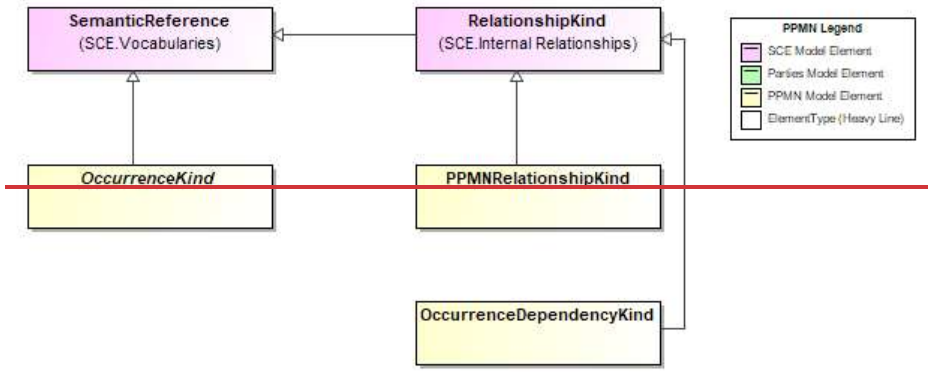 SemanticReference
(SCE.Vocabularies)
RelationshipKind
(SCE.Internal Relationships)
PPMN Legend
SCE Model Element
Parties Model Element
PPMN Model Element
ElementType (Heavy Line)
OccurrenceKind
PPMNRelationshipKind
OccurrenceDependencyKind